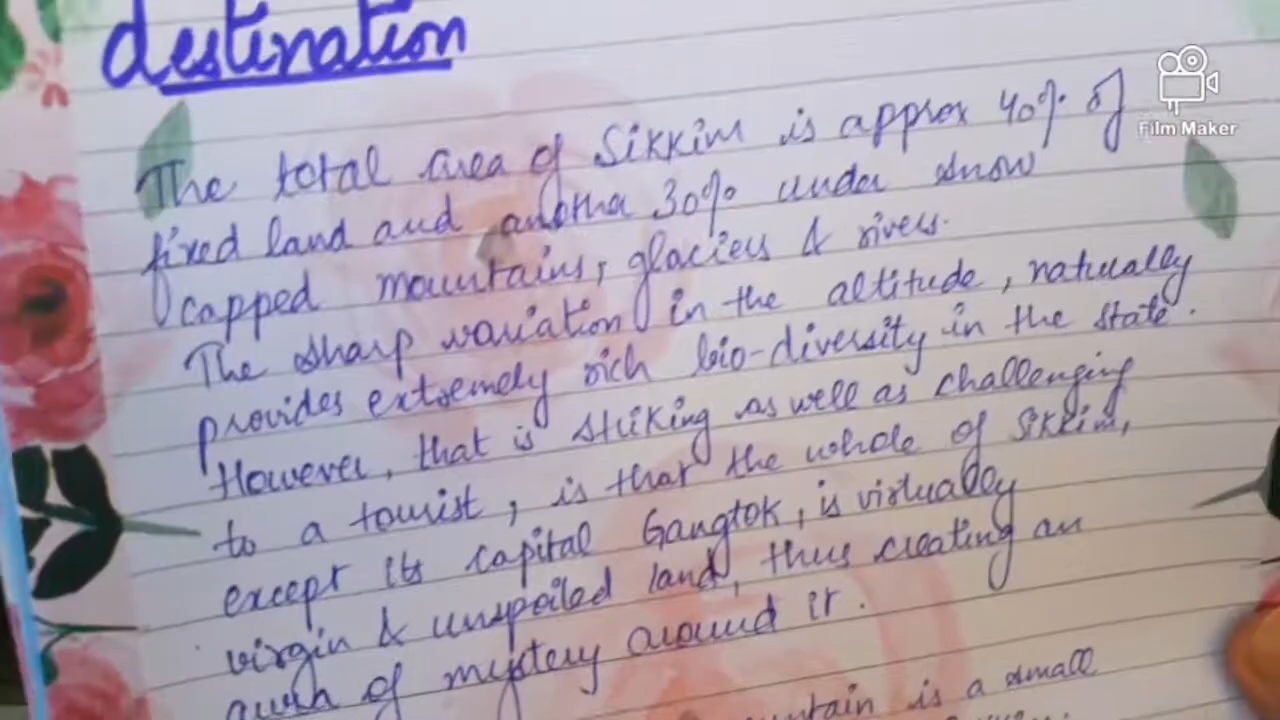 destination
The total area of Sikkim is approx 40% of
fixed land and another 30% under snow
capped mountains, glaciers & rivers.
The sharp variation in the altitude, naturally
provides extremely rich bio-diversity in the state.
However, that is striking as well as challenging
to a tourist, is that the whole of Sikkim,
except its capital Gangtok, is virtually
virgin & unspoiled land, thus creating an
aura of mystery around it.
is a small
Film Maker